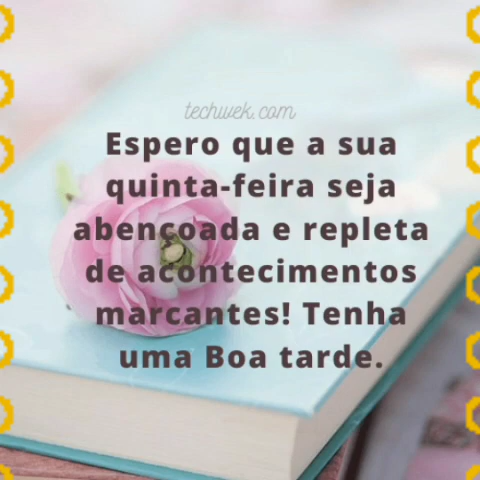 techwek.com
Espero que a sua
quinta-feira seja
abençoada e repleta
de acontecimentos
marcantes! Tenha
uma Boa tarde.